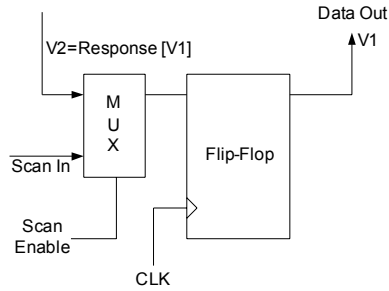 Data Out
V2=Response [V1]
V1
M
U
X
Flip-Flop
Scan In
Scan
Enable
CLK